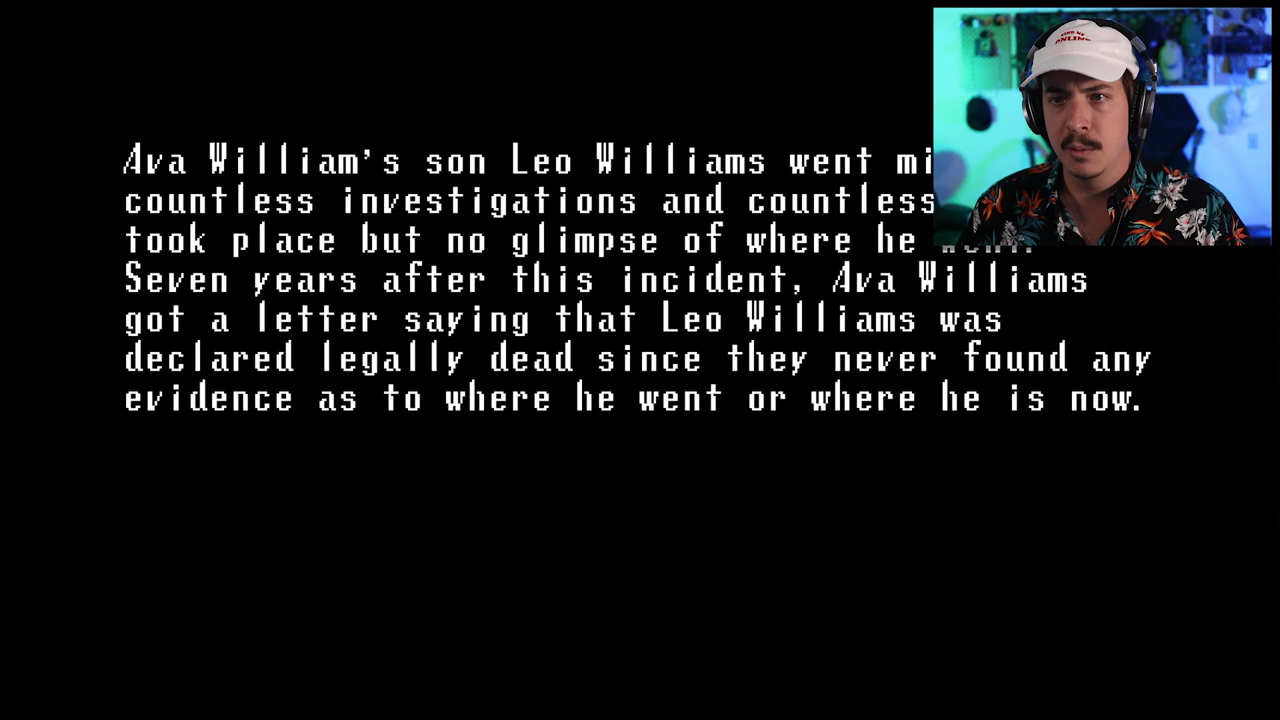 Ava William's son Leo Williams went mi
countless investigations and countless
took place but no glimpse of where he went.
Seven years after this incident, Ava Williams
got a letter saying that Leo Williams was
declared legally dead since they never found any
evidence as to where he went or where he is now.
ONLINE